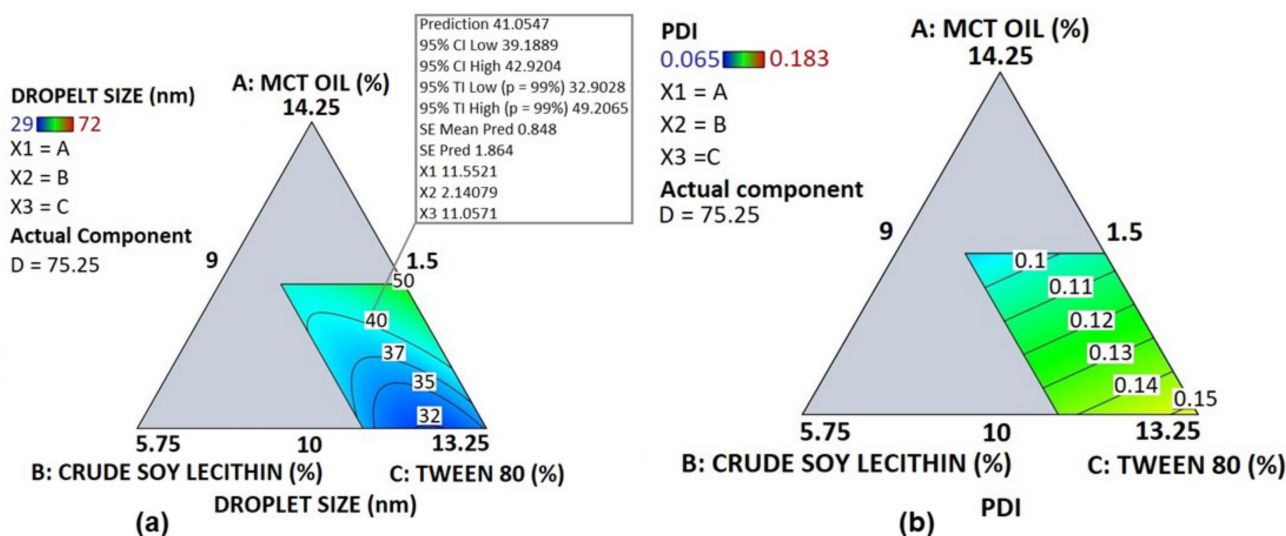 Prediction 41.0547
95% CI Low 39.1889
95% CI High 42.9204
95% TI Low (p = 99%) 32.9028
95% TI High (p = 99%) 49.2065
SE Mean Pred 0.848
SE Pred 1.864
X1 11.5521
X2 2.14079
X3 11.0571
DROPELT SIZE (nm)
29 72
X1 = A
X2 = B
X3 = C
Actual Component
D = 75.25
A: MCT OIL (%)
14.25
9
1.5
50
40
37
35
32
5.75
10
13.25
B: CRUDE SOY LECITHIN (%)
C: TWEEN 80 (%)
DROPLET SIZE (nm)
(a)
PDI
0.065 0.183
X1 = A
X2 = B
X3 =C
Actual component
D = 75.25
A: MCT OIL (%)
14.25
9
1.5
0.1
0.11
0.12
0.13
0.14
0.15
5.75
10
13.25
B: CRUDE SOY LECITHIN (%)
C: TWEEN 80 (%)
PDI
(b)